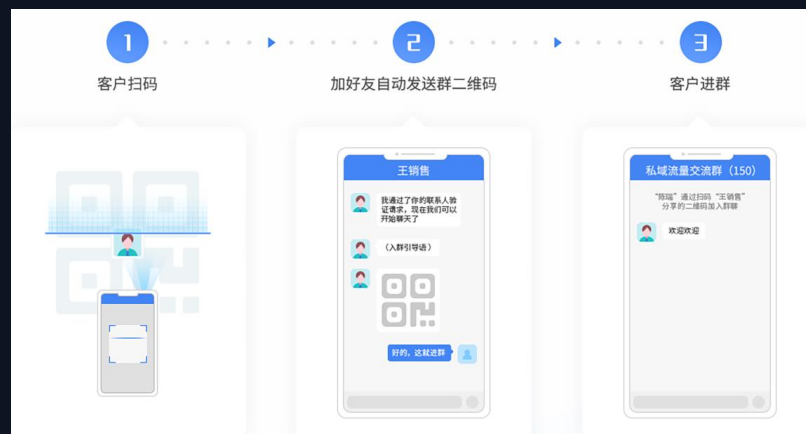 1
2
3
客户扫码
加好友自动发送群二维码
客户进群
王销售
我通过了你的联系人验
证请求，现在我们可以
开始聊天了
（入群引导语）
好的，这就进群
私域流量交流群（150）
“陈瑞”通过扫码“王销售”
分享的二维码加入群聊
欢迎欢迎